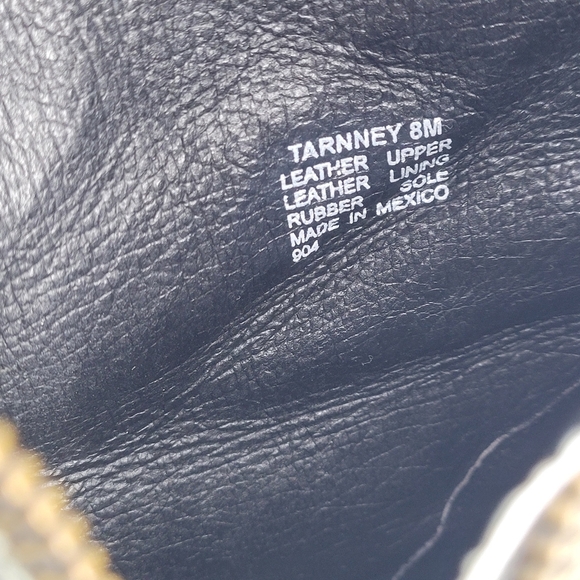 TARNNEY 8M
LEATHER UPPER
LEATHER LINING
RUBBER SOLE
MADE IN MEXICO
904